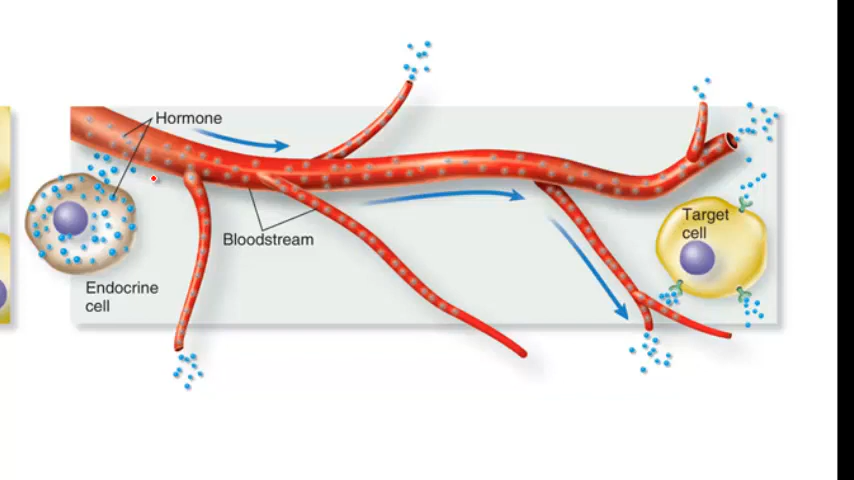 Hormone
Bloodstream
Target
cell
Endocrine
cell